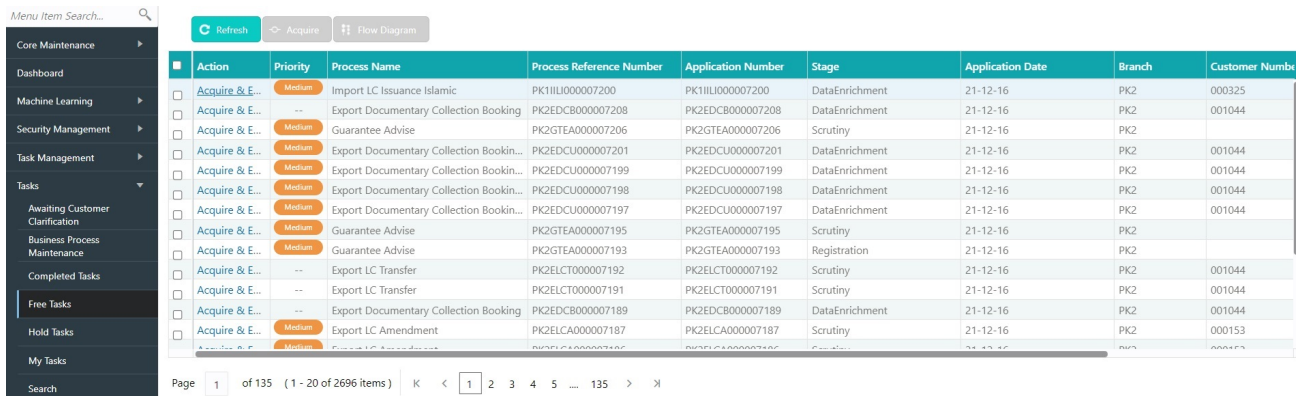 Menu Item Search...
Core Maintenance
Dashboard
Machine Learning
Security Management
Task Management
Tasks
Awaiting Customer
Clarification
Business Process
Maintenance
Completed Tasks
Free Tasks
Hold Tasks
My Tasks
Search
Refresh Acquire Flow Diagram
Action Priority Process Name Process Reference Number Application Number Stage Application Date Branch Customer Numbe
Acquire & E... Medium Import LC Issuance Islamic PK1IILI000007200 PK1IILI000007200 DataEnrichment 21-12-16 PK2 000325
Acquire & E... -- Export Documentary Collection Booking PK2EDCB000007208 PK2EDCB000007208 DataEnrichment 21-12-16 PK2 001044
Acquire & E... Medium Guarantee Advise PK2GTEA000007206 PK2GTEA000007206 Scrutiny 21-12-16 PK2
Acquire & E... Medium Export Documentary Collection Bookin... PK2EDCU000007201 PK2EDCU000007201 DataEnrichment 21-12-16 PK2 001044
Acquire & E... Medium Export Documentary Collection Bookin... PK2EDCU000007199 PK2EDCU000007199 DataEnrichment 21-12-16 PK2 001044
Acquire & E... Medium Export Documentary Collection Bookin... PK2EDCU000007198 PK2EDCU000007198 DataEnrichment 21-12-16 PK2 001044
Acquire & E... Medium Export Documentary Collection Bookin... PK2EDCU000007197 PK2EDCU000007197 DataEnrichment 21-12-16 PK2 001044
Acquire & E... Medium Guarantee Advise PK2GTEA000007195 PK2GTEA000007195 Scrutiny 21-12-16 PK2
Acquire & E... Medium Guarantee Advise PK2GTEA000007193 PK2GTEA000007193 Registration 21-12-16 PK2
Acquire & E... -- Export LC Transfer PK2ELCT000007192 PK2ELCT000007192 Scrutiny 21-12-16 PK2 001044
Acquire & E... -- Export LC Transfer PK2ELCT000007191 PK2ELCT000007191 Scrutiny 21-12-16 PK2 001044
Acquire & E... -- Export Documentary Collection Booking PK2EDCB000007189 PK2EDCB000007189 DataEnrichment 21-12-16 PK2 001044
Acquire & E... Medium Export LC Amendment PK2ELCA000007187 PK2ELCA000007187 Scrutiny 21-12-16 PK2 000153
Page 1 of 135 (1 - 20 of 2696 items) 1 2 3 4 5 .... 135